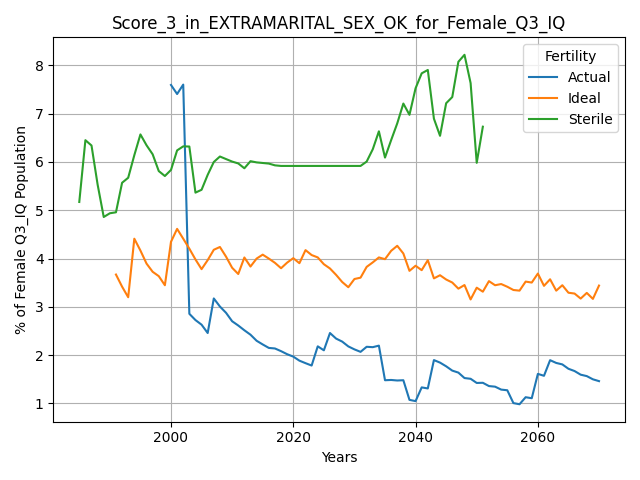 Score_3_in_EXTRAMARITAL_SEX_OK_for_Female_Q3_IQ
Fertility
Actual
Ideal
Sterile
% of Female Q3_IQ Population
8
7
6
5
4
3
2
1
2000
2020
2040
2060
Years